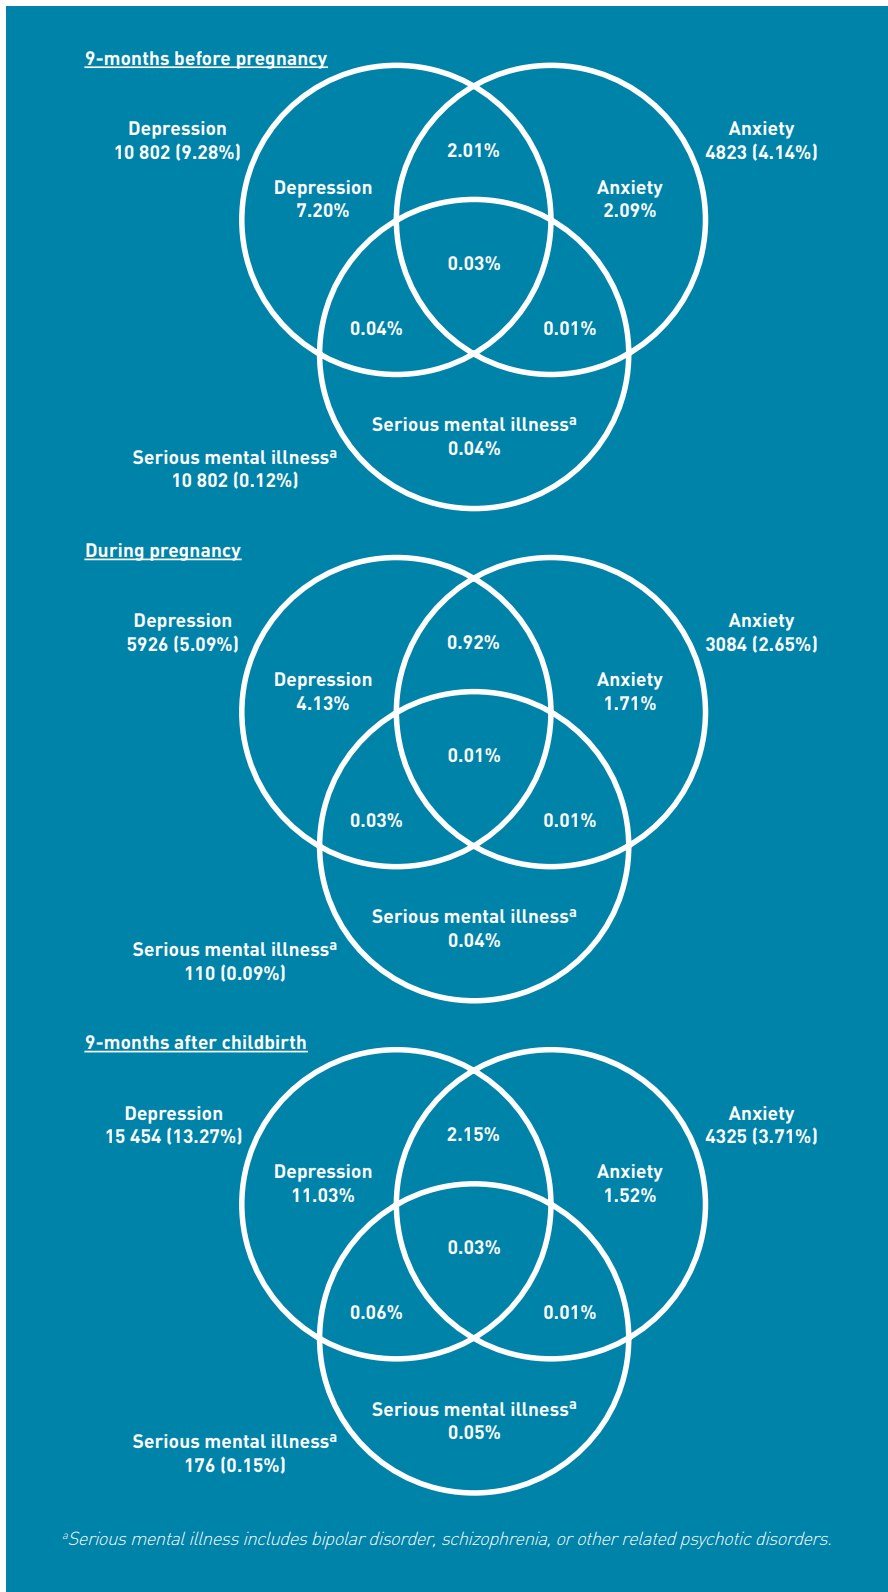 9-months before pregnancy
Depression
10 802 (9.28%)
Anxiety
4823 (4.14%)
2.01%
Depression
7.20%
Anxiety
2.09%
0.03%
0.04%
0.01%
Serious mental illnessᵃ
0.04%
Serious mental illnessᵃ
10 802 (0.12%)
During pregnancy
Depression
5926 (5.09%)
Anxiety
3084 (2.65%)
0.92%
Depression
4.13%
Anxiety
1.71%
0.01%
0.03%
0.01%
Serious mental illnessᵃ
0.04%
Serious mental illnessᵃ
110 (0.09%)
9-months after childbirth
Depression
15 454 (13.27%)
Anxiety
4325 (3.71%)
2.15%
Depression
11.03%
Anxiety
1.52%
0.03%
0.06%
0.01%
Serious mental illnessᵃ
0.05%
Serious mental illnessᵃ
176 (0.15%)
ᵃSerious mental illness includes bipolar disorder, schizophrenia, or other related psychotic disorders.